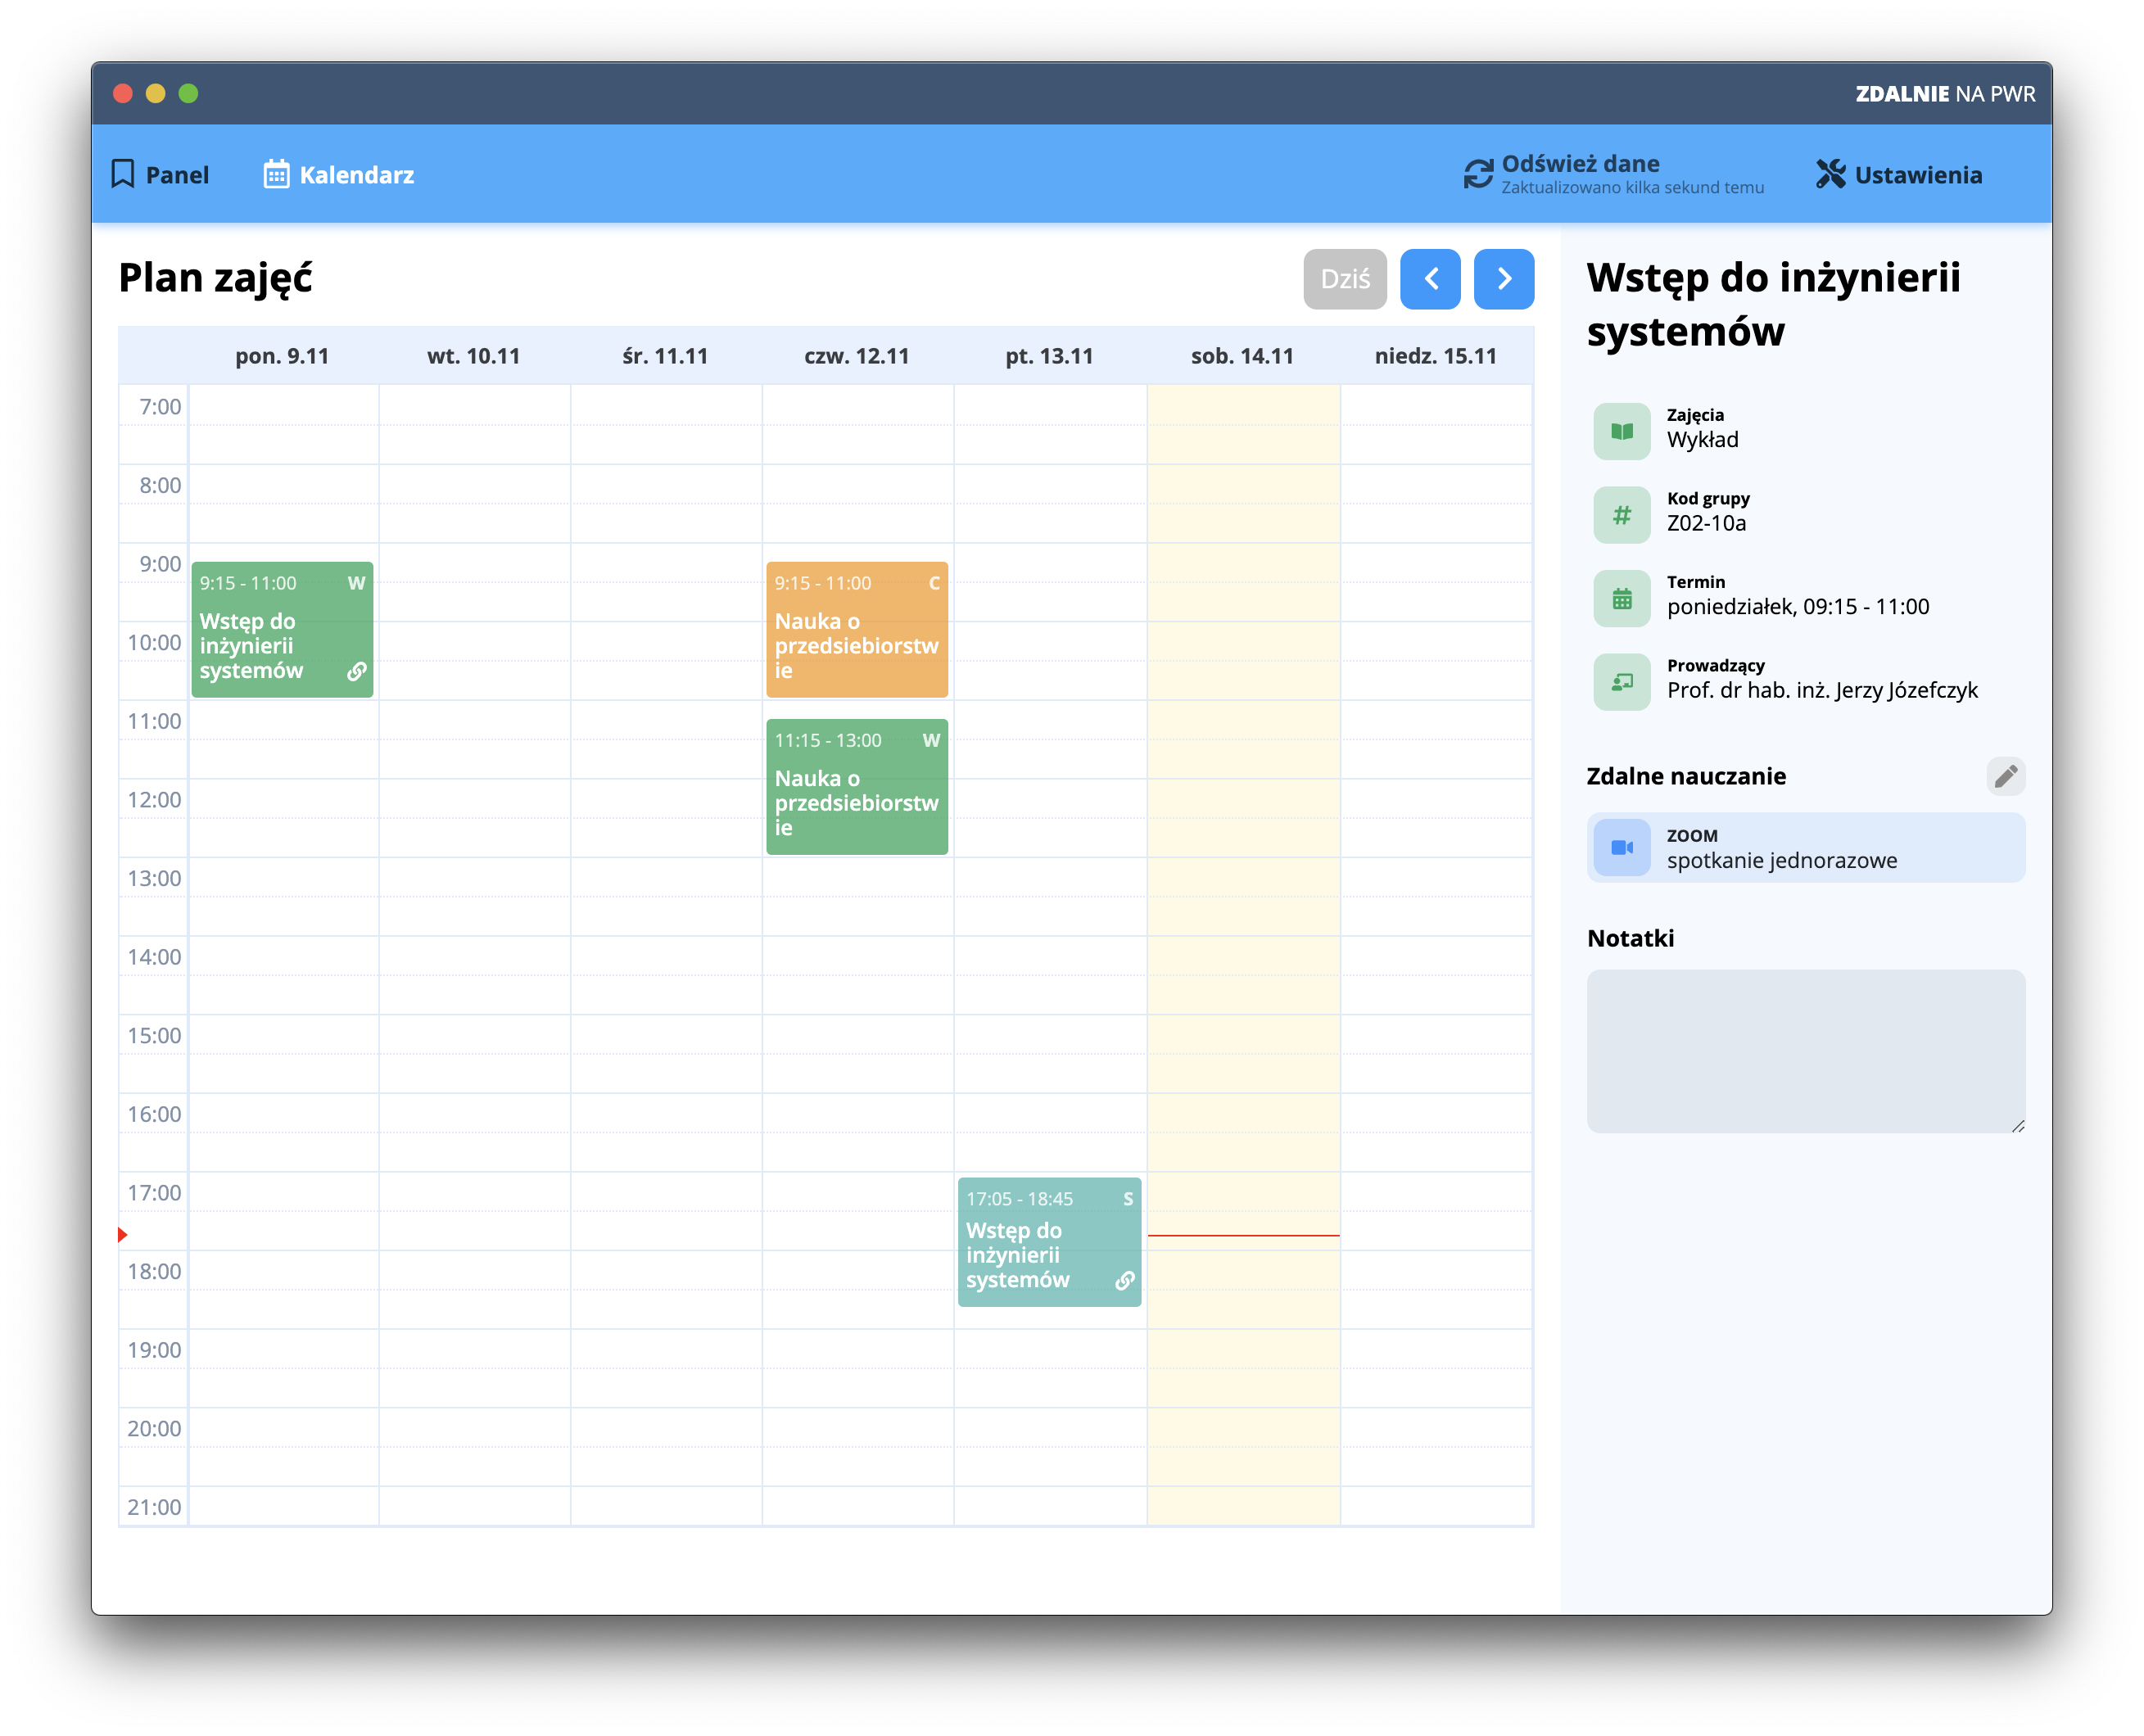 ZDALNIE NA PWR
Panel
Kalendarz
Odśwież dane
Zaktualizowano kilka sekund temu
Ustawienia
Plan zajęć
Dziś
pon. 9.11
wt. 10.11
śr. 11.11
czw. 12.11
pt. 13.11
sob. 14.11
niedz. 15.11
7:00
8:00
9:00
10:00
11:00
12:00
13:00
14:00
15:00
16:00
17:00
18:00
19:00
20:00
21:00
9:15 - 11:00 W
Wstęp do
inżynierii
systemów
9:15 - 11:00 C
Nauka o
przedsiebiorstw
ie
11:15 - 13:00 W
Nauka o
przedsiebiorstw
ie
17:05 - 18:45 S
Wstęp do
inżynierii
systemów
Wstęp do inżynierii
systemów
Zajęcia
Wykład
Kod grupy
Z02-10a
Termin
poniedziałek, 09:15 - 11:00
Prowadzący
Prof. dr hab. inż. Jerzy Józefczyk
Zdalne nauczanie
ZOOM
spotkanie jednorazowe
Notatki